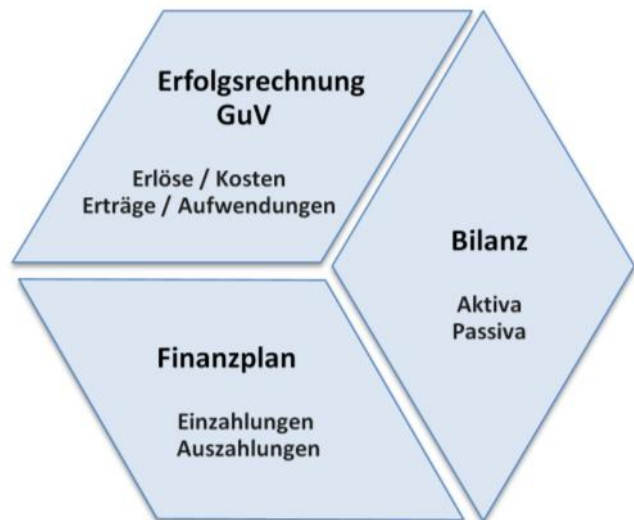 Erfolgsrechnung
GuV
Erlöse / Kosten
Erträge / Aufwendungen
Bilanz
Aktiva
Passiva
Finanzplan
Einzahlungen
Auszahlungen